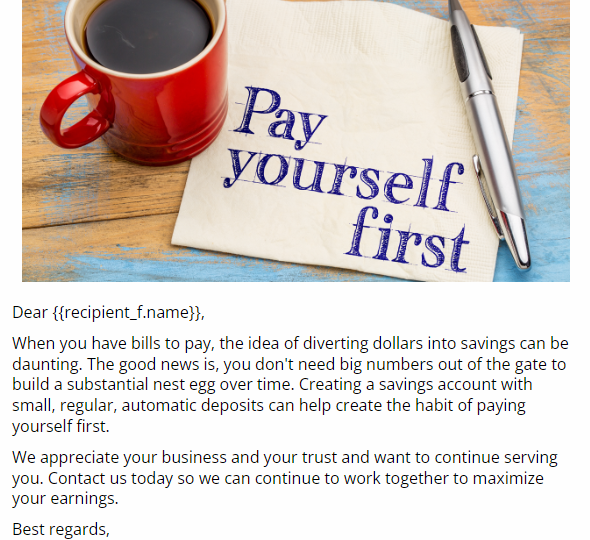 Pay
yourself
first
Dear {{recipient_f.name}},
When you have bills to pay, the idea of diverting dollars into savings can be
daunting. The good news is, you don't need big numbers out of the gate to
build a substantial nest egg over time. Creating a savings account with
small, regular, automatic deposits can help create the habit of paying
yourself first.
We appreciate your business and your trust and want to continue serving
you. Contact us today so we can continue to work together to maximize
your earnings.
Best regards,